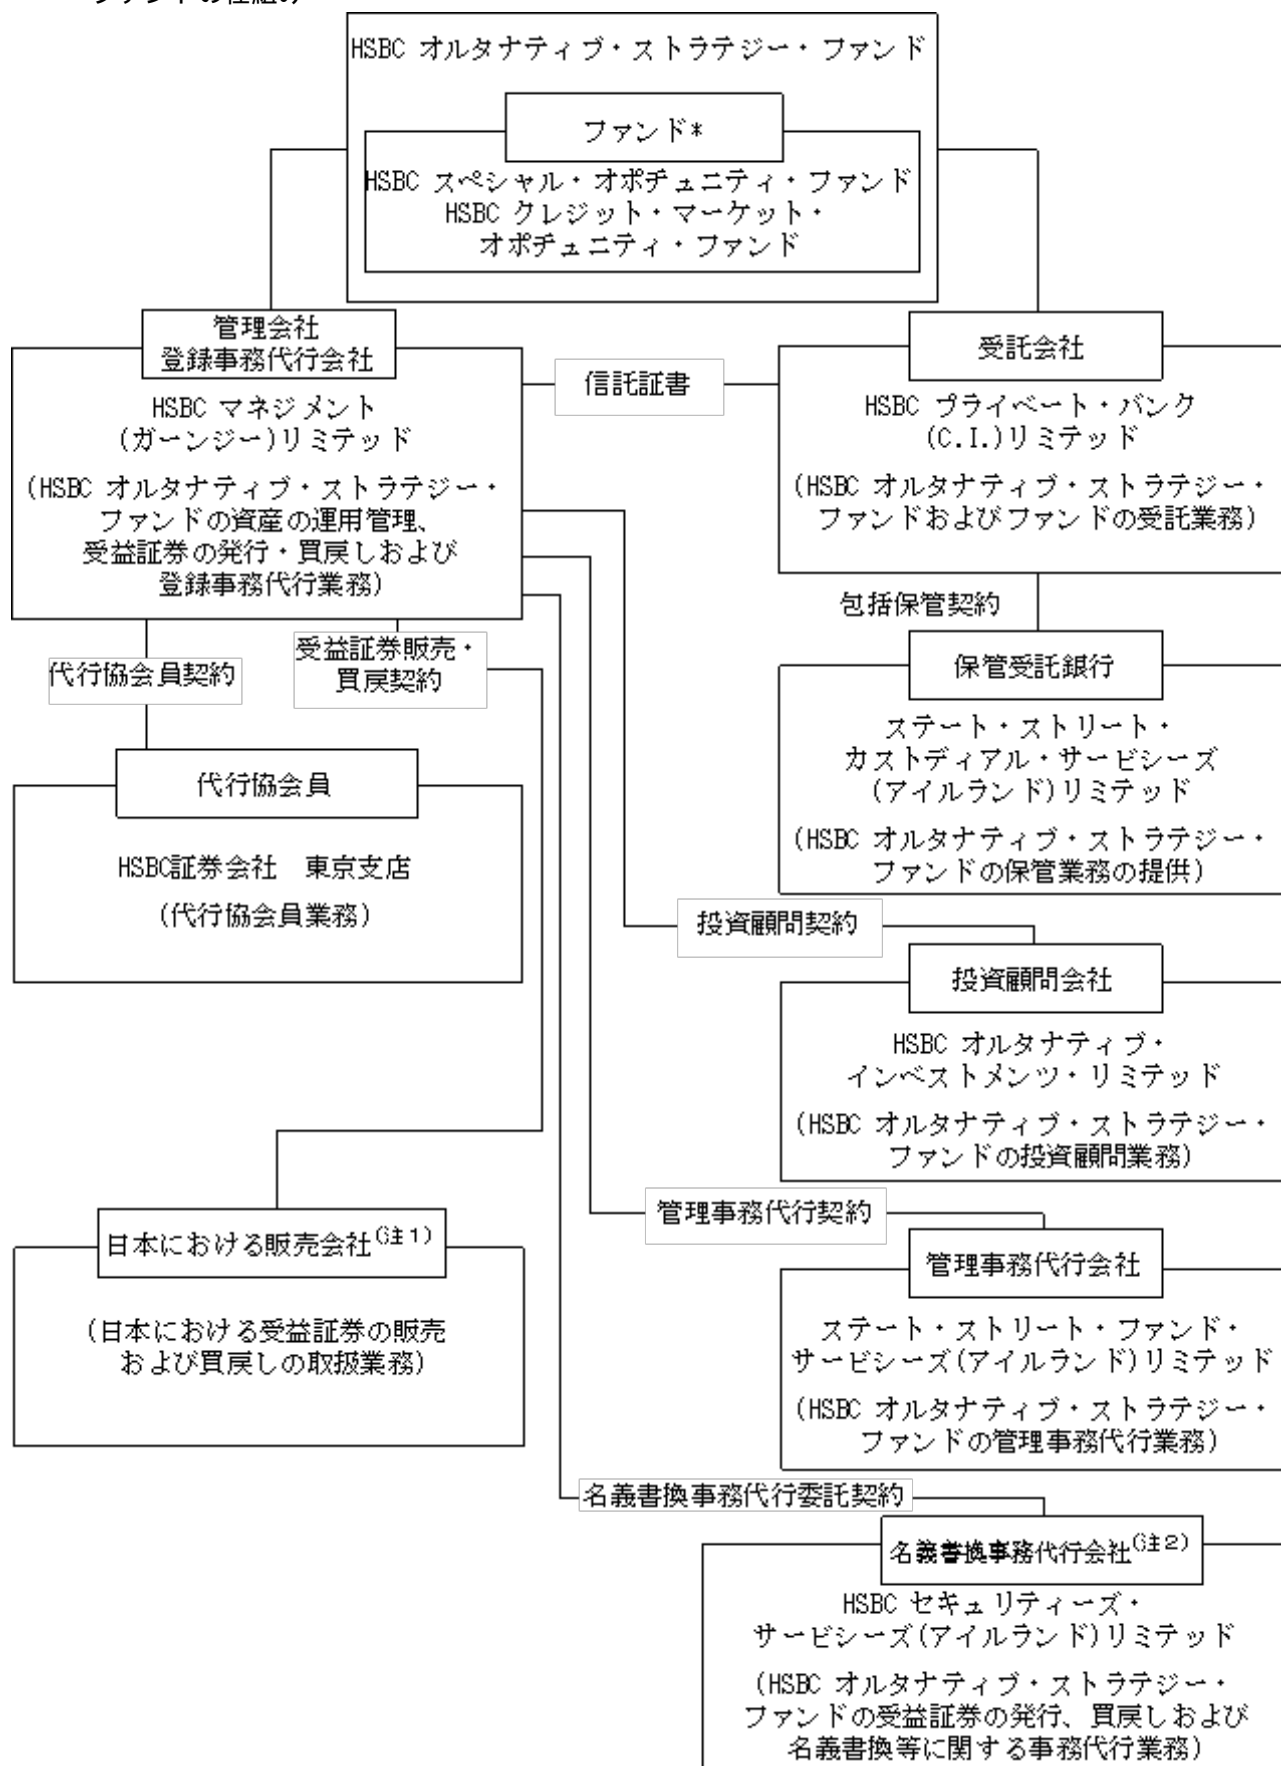 HSBC オルタナティブ・ストラテジー・ファンド
ファンド*
HSBC スペシャル・オポチュニティ・ファンド
HSBC クレジット・マーケット・
オポチュニティ・ファンド
管理会社
登録事務代行会社
HSBC マネジメント
(ガーンジー)リミテッド
(HSBC オルタナティブ・ストラテジー・
ファンドの資産の運用管理、
受益証券の発行・買戻しおよび
登録事務代行業務)
信託証書
受託会社
HSBC プライベート・バンク
(C.I.)リミテッド
(HSBC オルタナティブ・ストラテジー・
ファンドおよびファンドの受託業務)
包括保管契約
代行協会員契約
受益証券販売・
買戻契約
保管受託銀行
ステート・ストリート・
カストディアル・サービシーズ
(アイルランド)リミテッド
(HSBC オルタナティブ・ストラテジー・
ファンドの保管業務の提供)
代行協会員
HSBC証券会社 東京支店
(代行協会員業務)
投資顧問契約
投資顧問会社
HSBC オルタナティブ・
インベストメンツ・リミテッド
(HSBC オルタナティブ・ストラテジー・
ファンドの投資顧問業務)
管理事務代行契約
日本における販売会社(注1)
(日本における受益証券の販売
および買戻しの取扱業務)
管理事務代行会社
ステート・ストリート・ファンド・
サービシーズ(アイルランド)リミテッド
(HSBC オルタナティブ・ストラテジー・
ファンドの管理事務代行業務)
名義書換事務代行委託契約
名義書換事務代行会社(注2)
HSBC セキュリティーズ・
サービシーズ(アイルランド)リミテッド
(HSBC オルタナティブ・ストラテジー・
ファンドの受益証券の発行、買戻しおよび
名義書換等に関する事務代行業務)